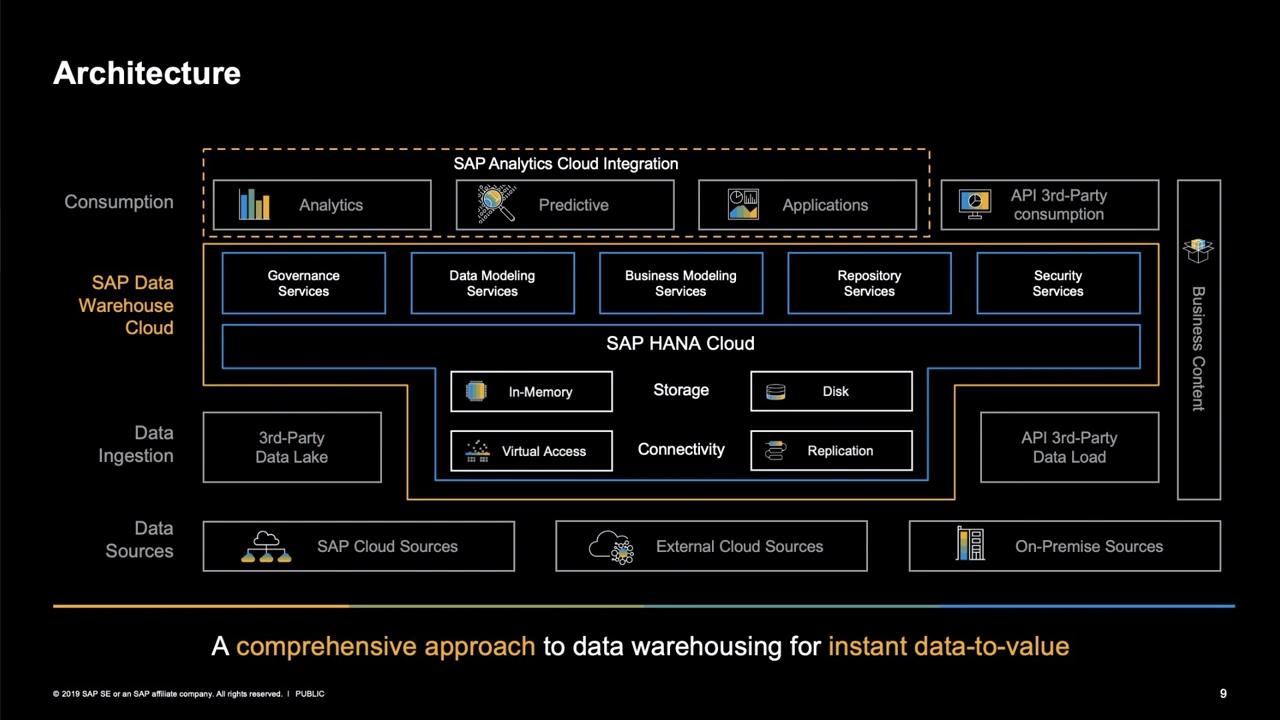 Architecture
SAP Analytics Cloud Integration
Consumption
Analytics
Predictive
Applications
API 3rd-Party
consumption
SAP Data
Warehouse
Cloud
Governance
Services
Data Modeling
Services
Business Modeling
Services
Repository
Services
Security
Services
SAP HANA Cloud
In-Memory
Storage
Disk
Virtual Access
Connectivity
Replication
Business Content
Data
Ingestion
3rd-Party
Data Lake
API 3rd-Party
Data Load
Data
Sources
SAP Cloud Sources
External Cloud Sources
On-Premise Sources
A comprehensive approach to data warehousing for instant data-to-value
© 2019 SAP SE or an SAP affiliate company. All rights reserved. | PUBLIC
9